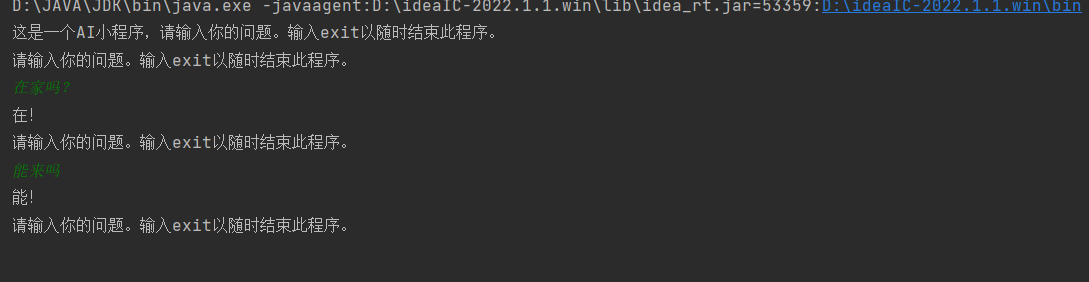 D:\JAVA\JDK\bin\java.exe -javaagent:D:\ideaIC-2022.1.1.win\lib\idea_rt.jar=53359:D:\ideaIC-2022.1.1.win\bin
这是一个AI小程序，请输入你的问题。输入exit以随时结束此程序。
请输入你的问题。输入exit以随时结束此程序。
在家吗?
在!
请输入你的问题。输入exit以随时结束此程序。
能来吗
能!
请输入你的问题。输入exit以随时结束此程序。